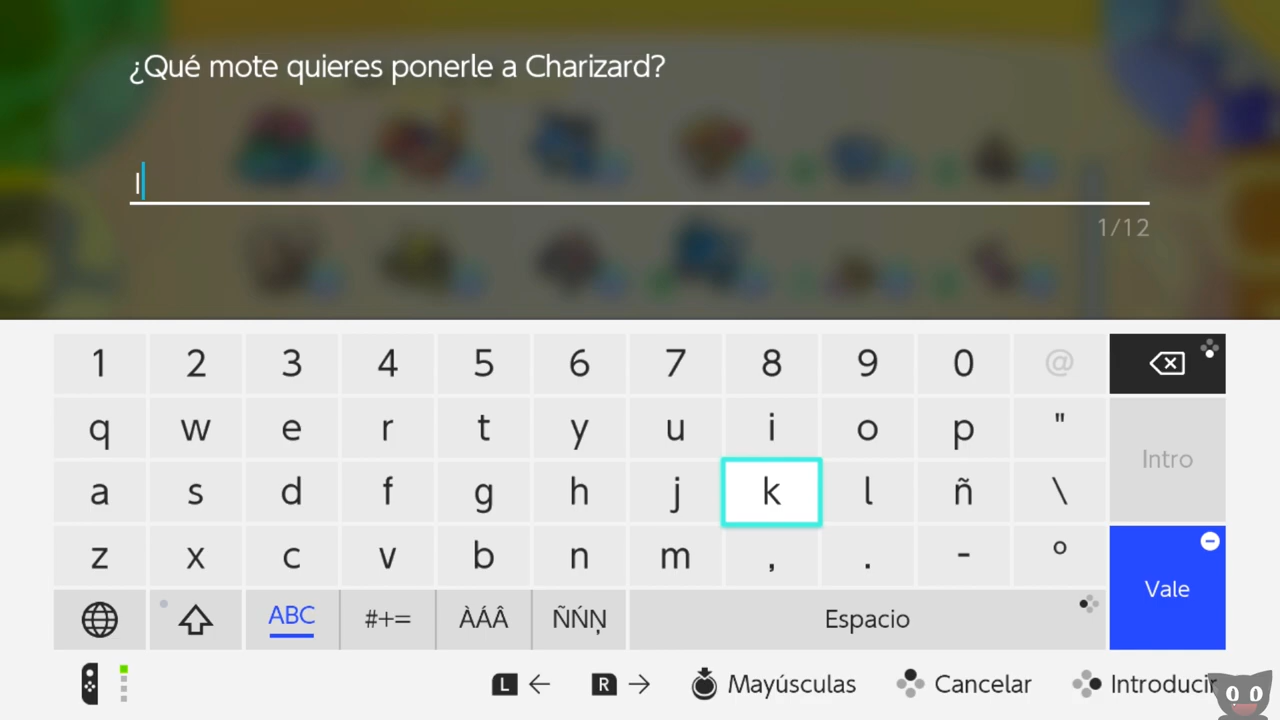 ¿Qué mote quieres ponerle a Charizard?
I
1/12
1 2 3 4 5 6 7 8 9 0 @
q w e r t y u i o p "
Intro
a s d f g h j k l ñ \
z x c v b n m , . - º
Vale
ABC #+= ÀÁÂ ÑŃŅ Espacio
L ← R → Mayúsculas Cancelar Introducir